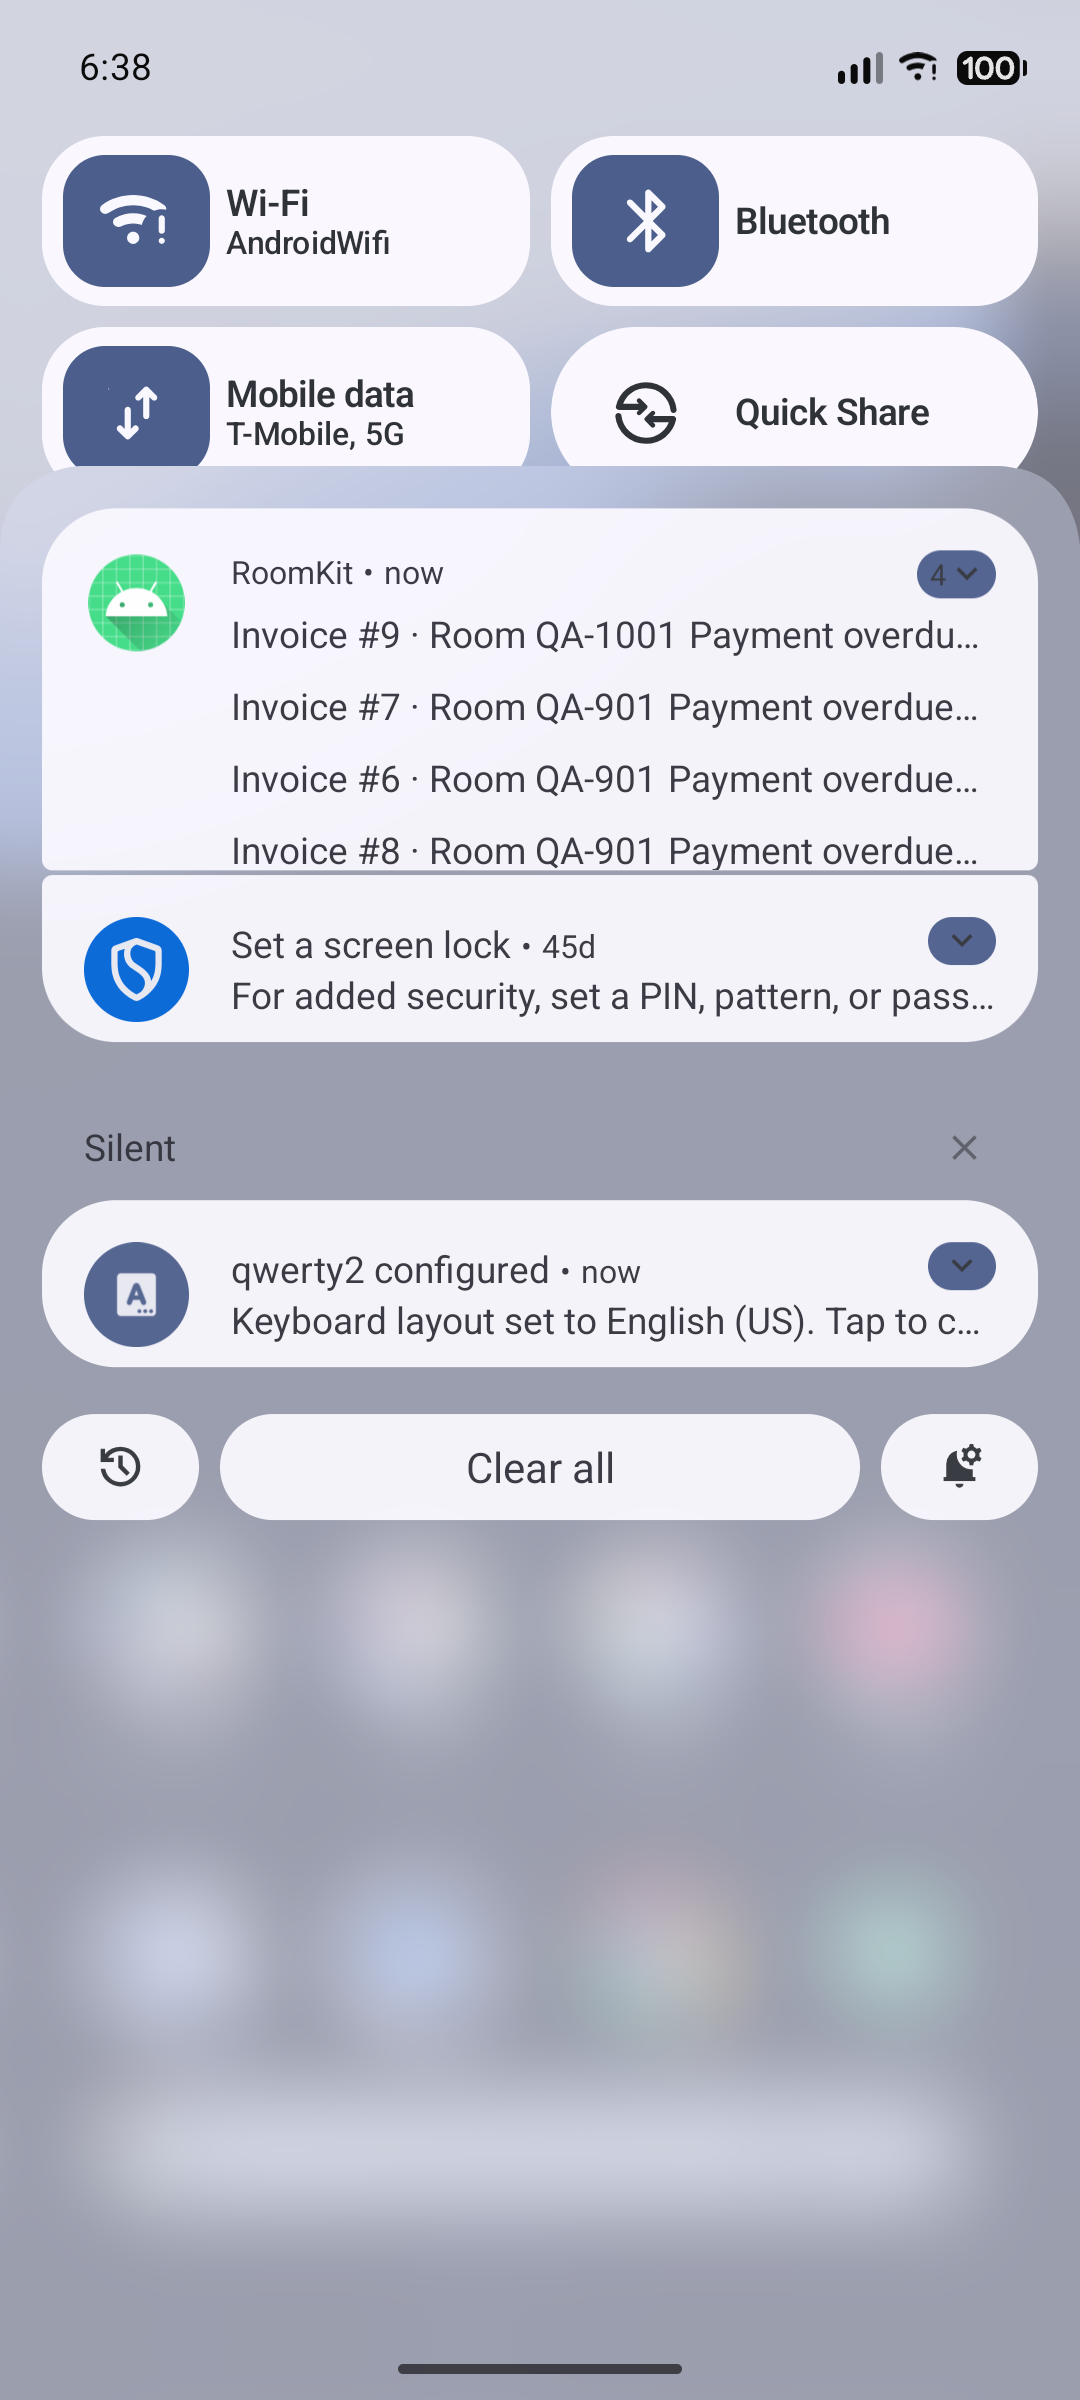 6:38
100
Wi-Fi
AndroidWifi
Bluetooth
Mobile data
T-Mobile, 5G
Quick Share
RoomKit • now
4
Invoice #9 · Room QA-1001 Payment overdu…
Invoice #7 · Room QA-901 Payment overdue…
Invoice #6 · Room QA-901 Payment overdue…
Invoice #8 · Room QA-901 Payment overdue…
Set a screen lock • 45d
For added security, set a PIN, pattern, or pass…
Silent
qwerty2 configured • now
Keyboard layout set to English (US). Tap to c…
Clear all